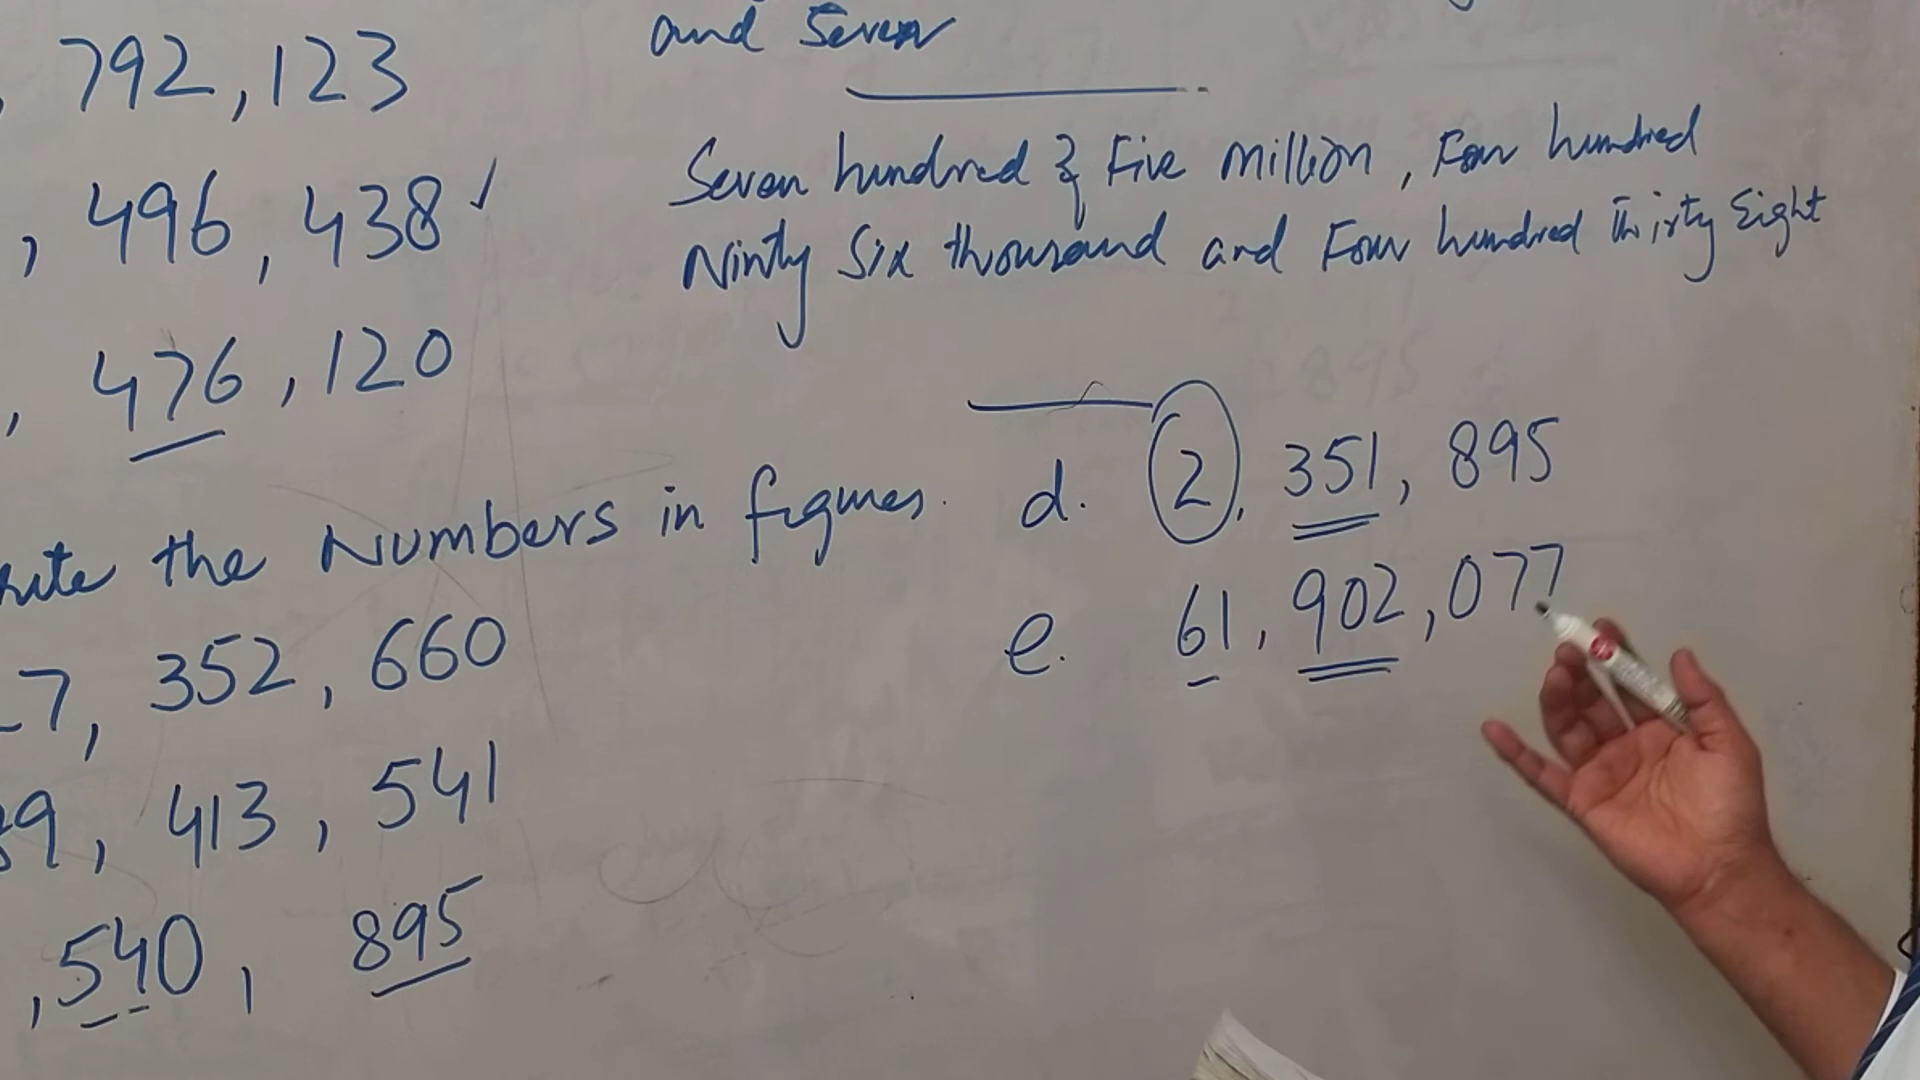 and Seven
, 792,123
Seven hundred & Five million, Four hundred
Ninty Six thousand and Four hundred Thirty Eight
, 496, 438 ✓
, 476, 120
d. 2, 351, 895
the Numbers in figures.
e. 61, 902, 077
7, 352, 660
9, 413, 541
,540, 895